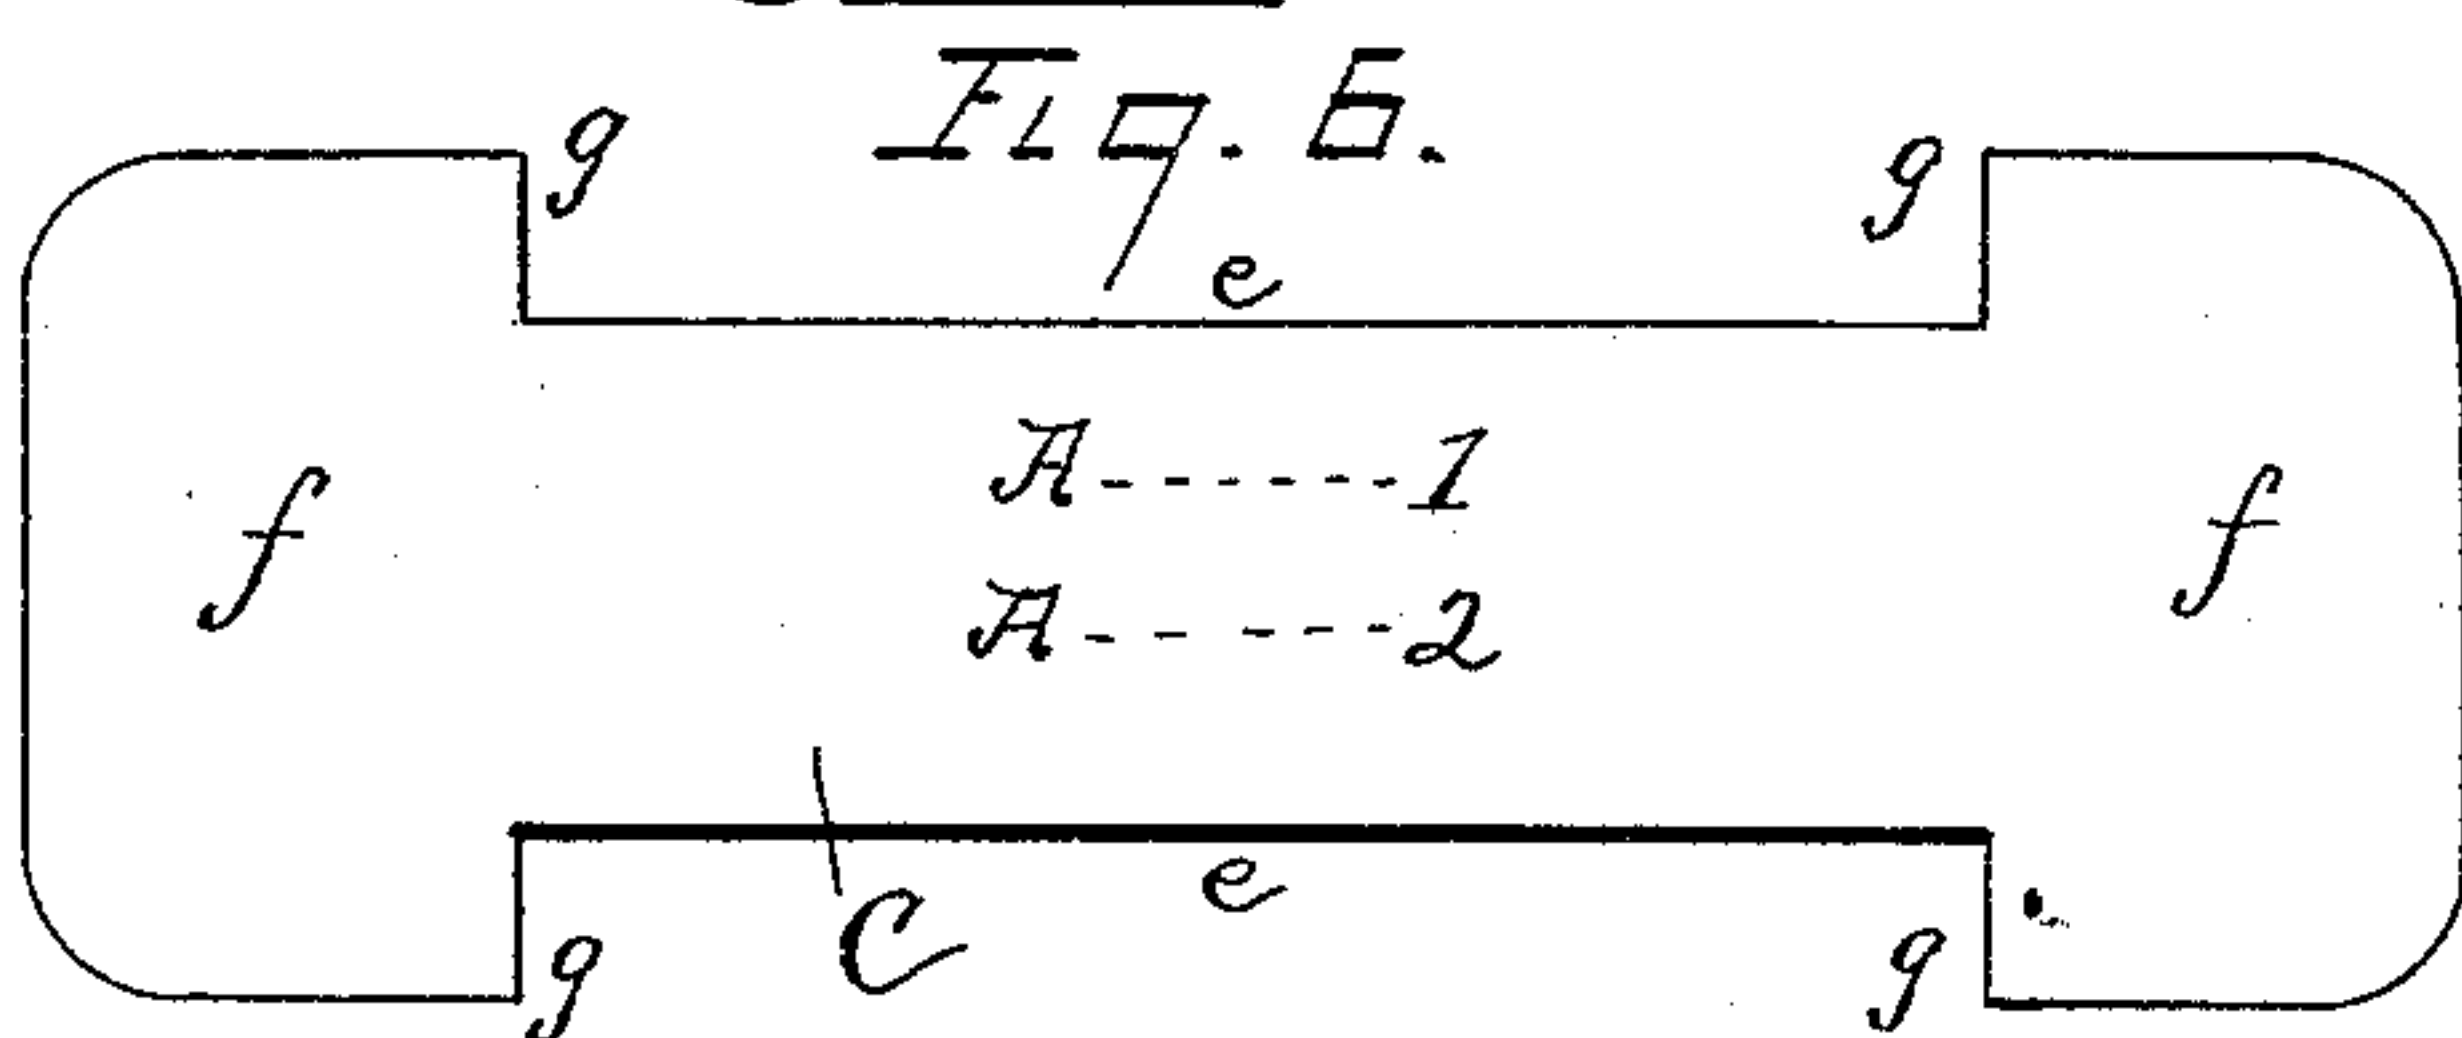 Fig. 6.
g g
e
A------1
f f
A-----2
e
C
g g